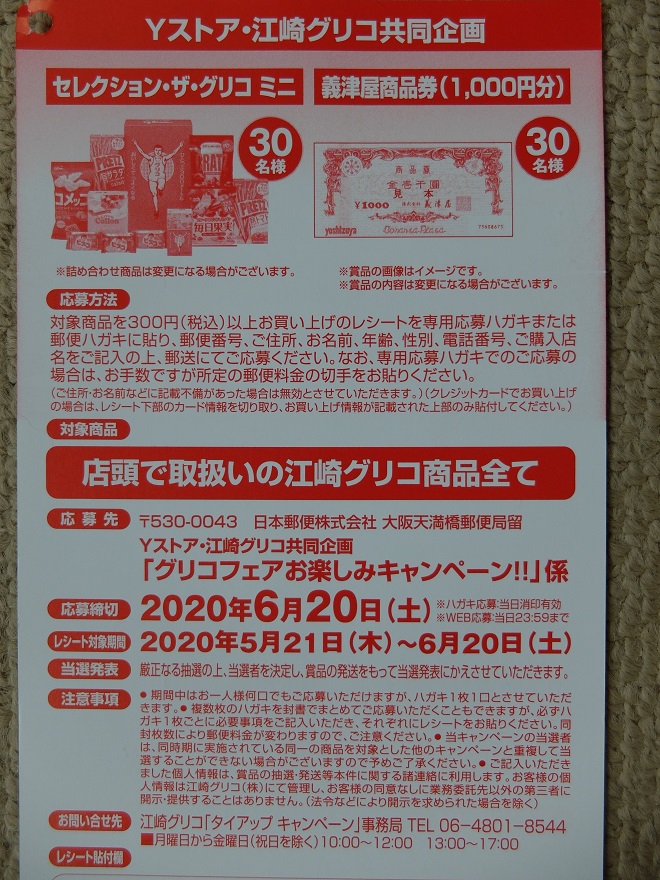 Yストア・江崎グリコ共同企画
セレクション・ザ・グリコ ミニ
義津屋商品券(1,000円分)
30
名様
30
名様
PRETZ
サラダ
コメッコ
Collon
毎日果実
PRETZ
商品券
金壱千圓
見本
¥1000
株式会社 義津屋
yoshizuya
※詰め合わせ商品は変更になる場合がございます。
※賞品の画像はイメージです。
※賞品の内容は変更になる場合がございます。
応募方法
対象商品を300円(税込)以上お買い上げのレシートを専用応募ハガキまたは
郵便ハガキに貼り、郵便番号、ご住所、お名前、年齢、性別、電話番号、ご購入店
名をご記入の上、郵送にてご応募ください。なお、専用応募ハガキでのご応募の
場合は、お手数ですが所定の郵便料金の切手をお貼りください。
(ご住所・お名前などに記載不備があった場合は無効とさせていただきます。)(クレジットカードでお買い上げ
の場合は、レシート下部のカード情報を切り取り、お買い上げ情報が記載された上部のみ貼付してください。)
対象商品
店頭で取扱いの江崎グリコ商品全て
応募先
〒530-0043 日本郵便株式会社 大阪天満橋郵便局留
Yストア・江崎グリコ共同企画
「グリコフェアお楽しみキャンペーン!!」係
応募締切
2020年6月20日(土)
※ハガキ応募:当日消印有効
※WEB応募:当日23:59まで
レシート対象期間
2020年5月21日(木)~6月20日(土)
当選発表
厳正なる抽選の上、当選者を決定し、賞品の発送をもって当選発表にかえさせていただきます。
注意事項
●期間中はお一人様何口でもご応募いただけますが、ハガキ1枚1口とさせていただ
きます。●複数枚のハガキを封書でまとめてご応募いただくこともできますが、必ずハ
ガキ1枚ごとに必要事項をご記入いただき、それぞれにレシートをお貼りください。同
封枚数により郵便料金が変わりますので、ご注意ください。●当キャンペーンの当選者
は、同時期に実施されている同一の商品を対象とした他のキャンペーンと重複して当
選することができない場合がございますので予めご了承ください。●ご記入いただき
ました個人情報は、賞品の抽選・発送等本件に関する諸連絡に利用します。お客様の個
人情報は江崎グリコ(株)にて管理し、お客様の同意なしに業務委託先以外の第三者に
開示・提供することはありません。(法令などにより開示を求められた場合を除く)
お問い合せ先
江崎グリコ「タイアップ キャンペーン」事務局 TEL 06-4801-8544
■月曜日から金曜日(祝日を除く)10:00~12:00 13:00~17:00
レシート貼付欄